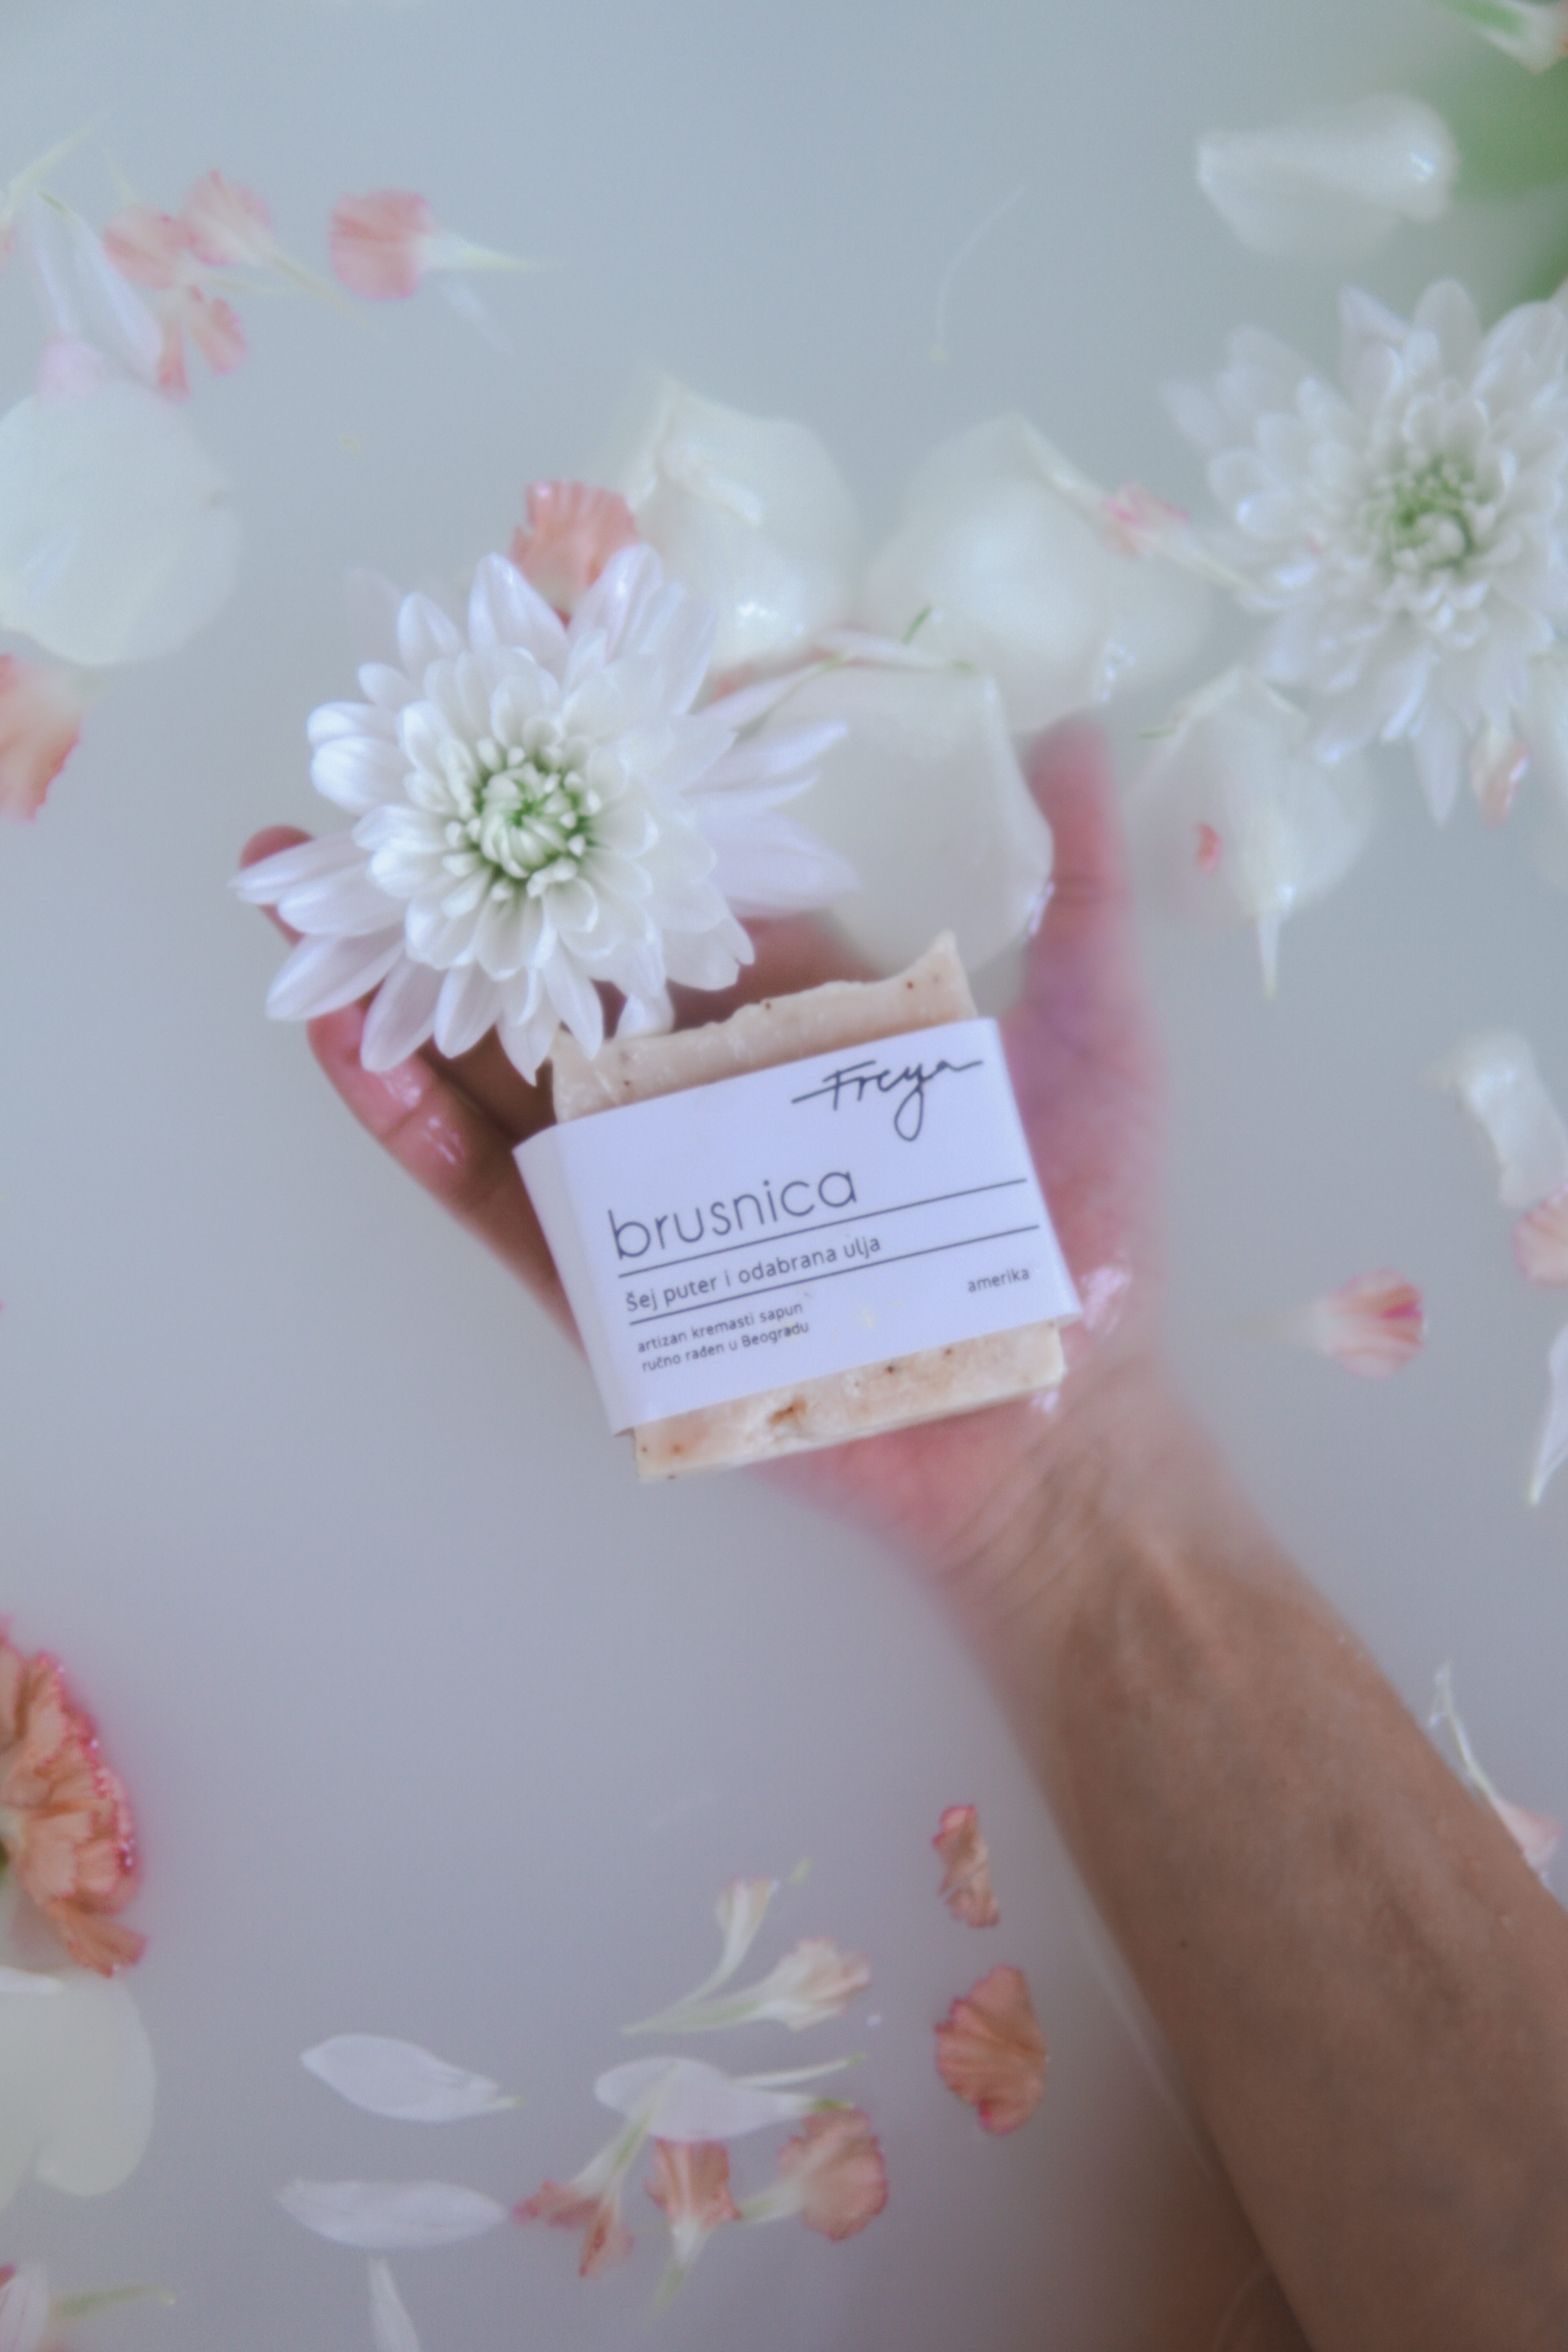 Freya
brusnica
šej puter i odabrana ulja
amerika
artizan kremasti sapun
ručno rađen u Beogradu